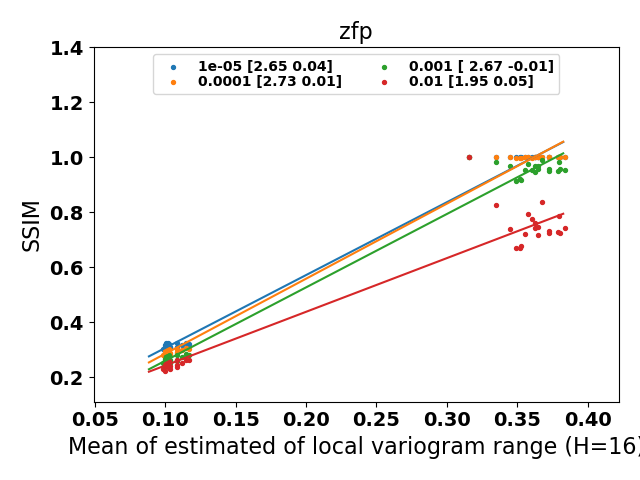 zfp
1e-05 [2.65 0.04]
0.0001 [2.73 0.01]
0.001 [ 2.67 -0.01]
0.01 [1.95 0.05]
SSIM
1.4
1.2
1.0
0.8
0.6
0.4
0.2
0.05 0.10 0.15 0.20 0.25 0.30 0.35 0.40
Mean of estimated of local variogram range (H=16)